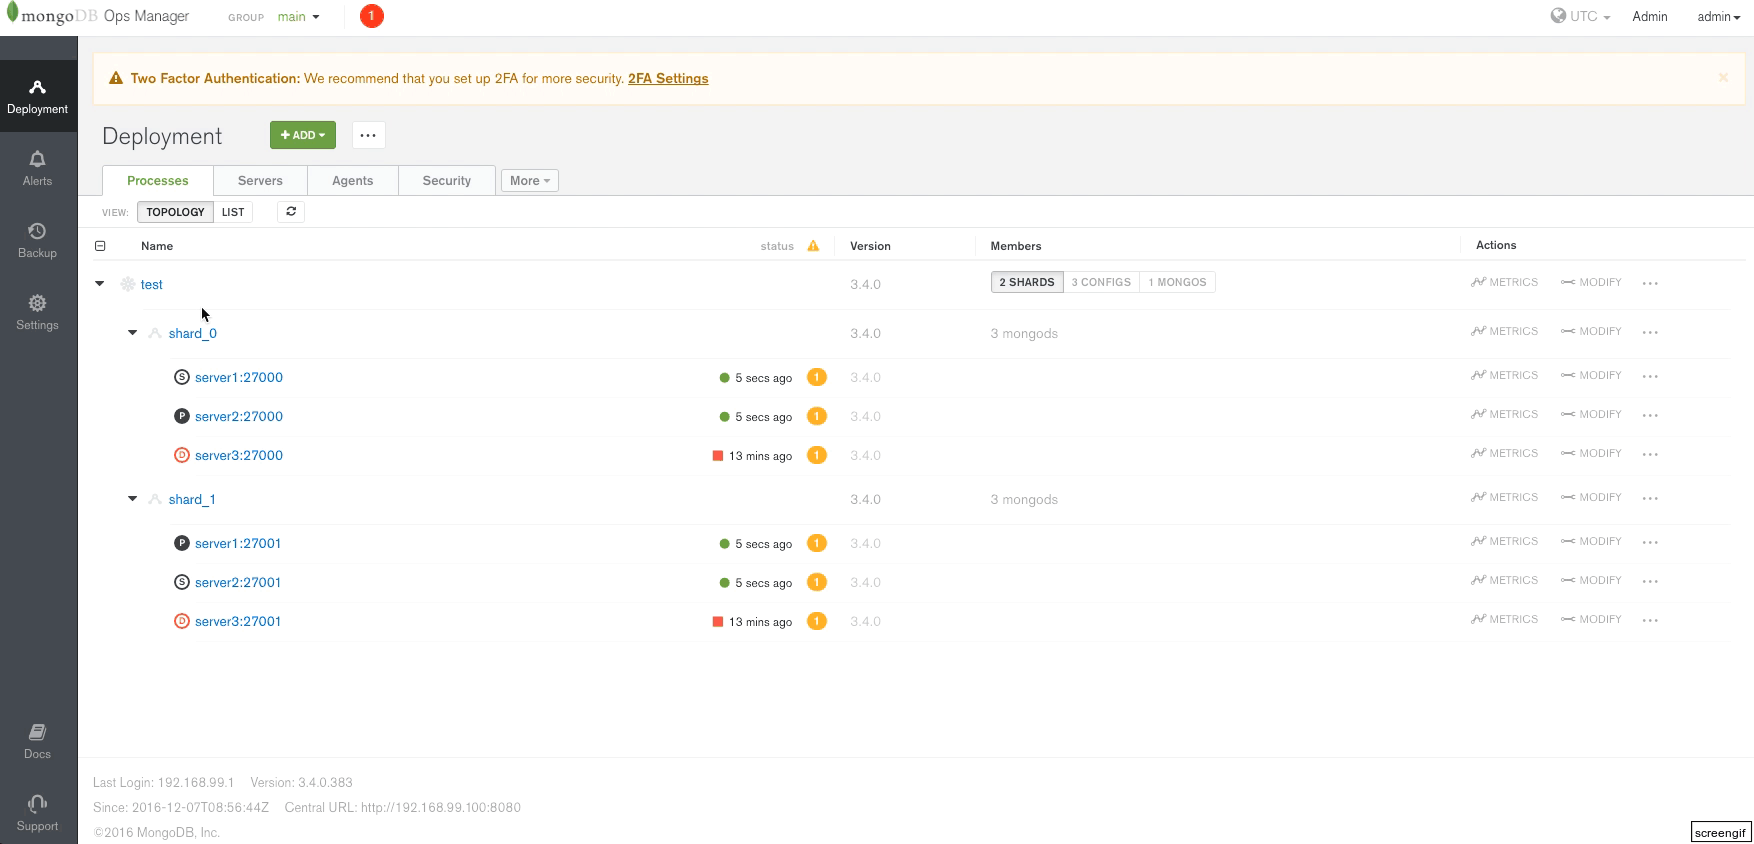 mongoDB Ops Manager GROUP main 1 UTC Admin admin
Two Factor Authentication: We recommend that you set up 2FA for more security. 2FA Settings
Deployment
Deployment + ADD ...
Alerts
Processes Servers Agents Security More
VIEW: TOPOLOGY LIST
Backup
Name status Version Members Actions
test 3.4.0 2 SHARDS 3 CONFIGS 1 MONGOS METRICS MODIFY ...
Settings
shard_0 3.4.0 3 mongods METRICS MODIFY ...
S server1:27000 5 secs ago 1 3.4.0 METRICS MODIFY ...
P server2:27000 5 secs ago 1 3.4.0 METRICS MODIFY ...
D server3:27000 13 mins ago 1 3.4.0 METRICS MODIFY ...
shard_1 3.4.0 3 mongods METRICS MODIFY ...
P server1:27001 5 secs ago 1 3.4.0 METRICS MODIFY ...
S server2:27001 5 secs ago 1 3.4.0 METRICS MODIFY ...
D server3:27001 13 mins ago 1 3.4.0 METRICS MODIFY ...
Docs
Support
Last Login: 192.168.99.1 Version: 3.4.0.383
Since: 2016-12-07T08:56:44Z Central URL: http://192.168.99.100:8080
©2016 MongoDB, Inc.
screengif